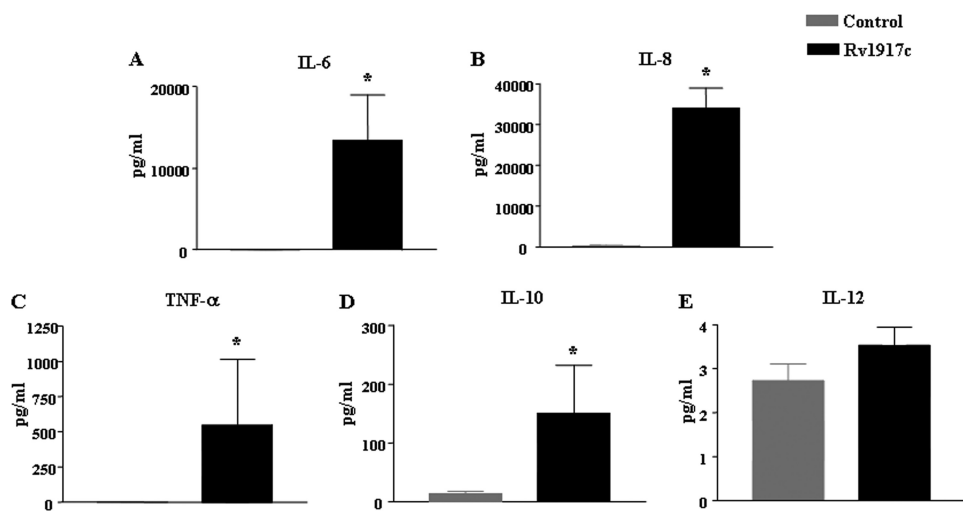 Control
Rv1917c
A IL-6
*
20000
10000
0
pg/ml
B IL-8
*
40000
30000
20000
10000
0
pg/ml
C TNF-α
*
1250
1000
750
500
250
0
pg/ml
D IL-10
*
300
200
100
0
pg/ml
E IL-12
4
3
2
1
0
pg/ml